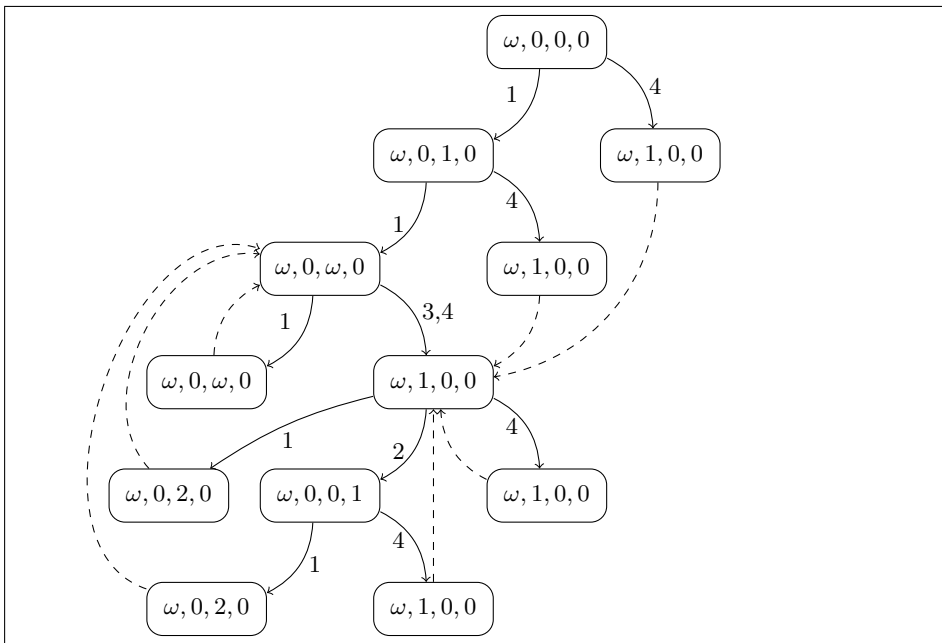 ω, 0, 0, 0
1
4
ω, 0, 1, 0
ω, 1, 0, 0
1
4
ω, 0, ω, 0
ω, 1, 0, 0
1
3,4
ω, 0, ω, 0
ω, 1, 0, 0
1
2
4
ω, 0, 2, 0
ω, 0, 0, 1
ω, 1, 0, 0
1
4
ω, 0, 2, 0
ω, 1, 0, 0